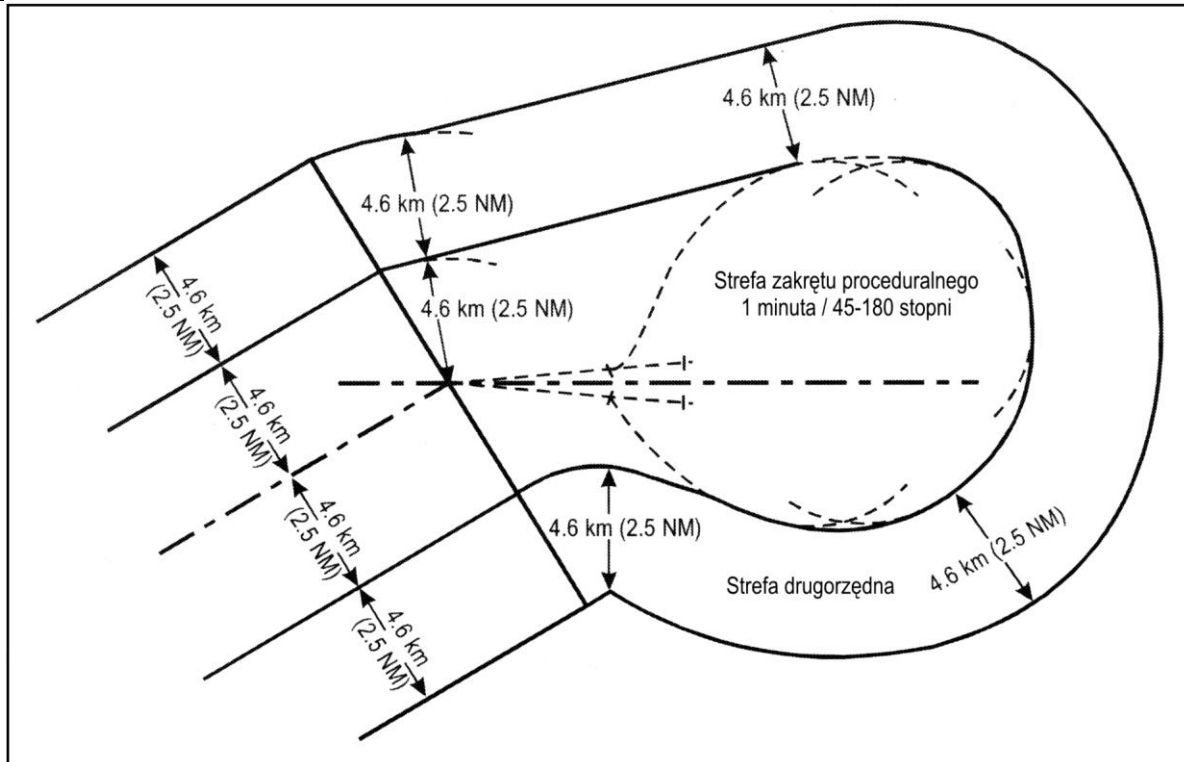 4.6 km (2.5 NM)
4.6 km (2.5 NM)
4.6 km (2.5 NM)
Strefa zakrętu proceduralnego
1 minuta / 45-180 stopni
4.6 km
(2.5 NM)
4.6 km
(2.5 NM)
4.6 km
(2.5 NM)
4.6 km
(2.5 NM)
4.6 km (2.5 NM)
4.6 km (2.5 NM)
Strefa drugorzędna